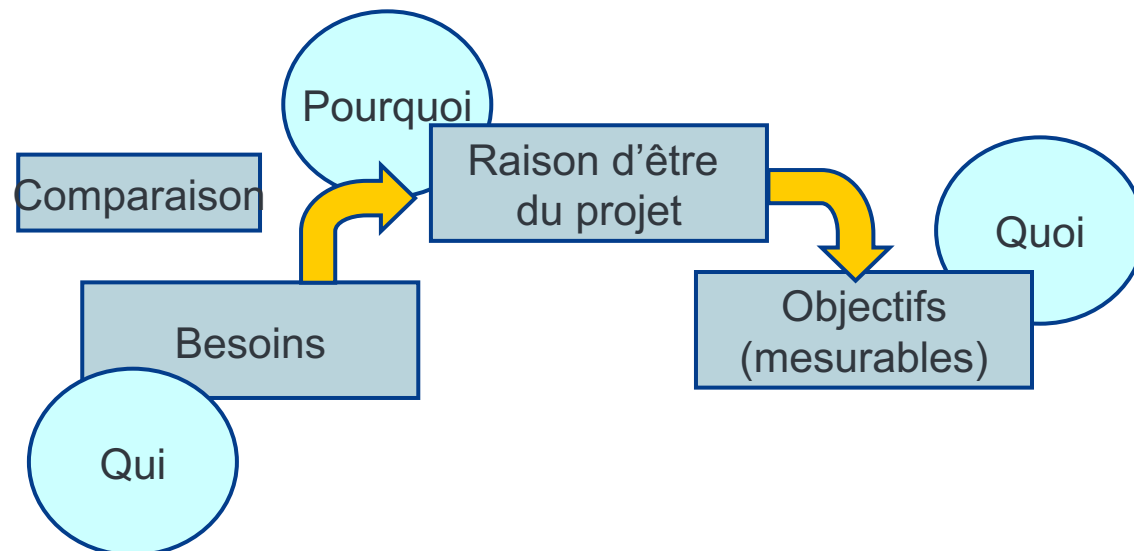 Pourquoi
Raison d’être
du projet
Comparaison
Quoi
Besoins
Objectifs
(mesurables)
Qui